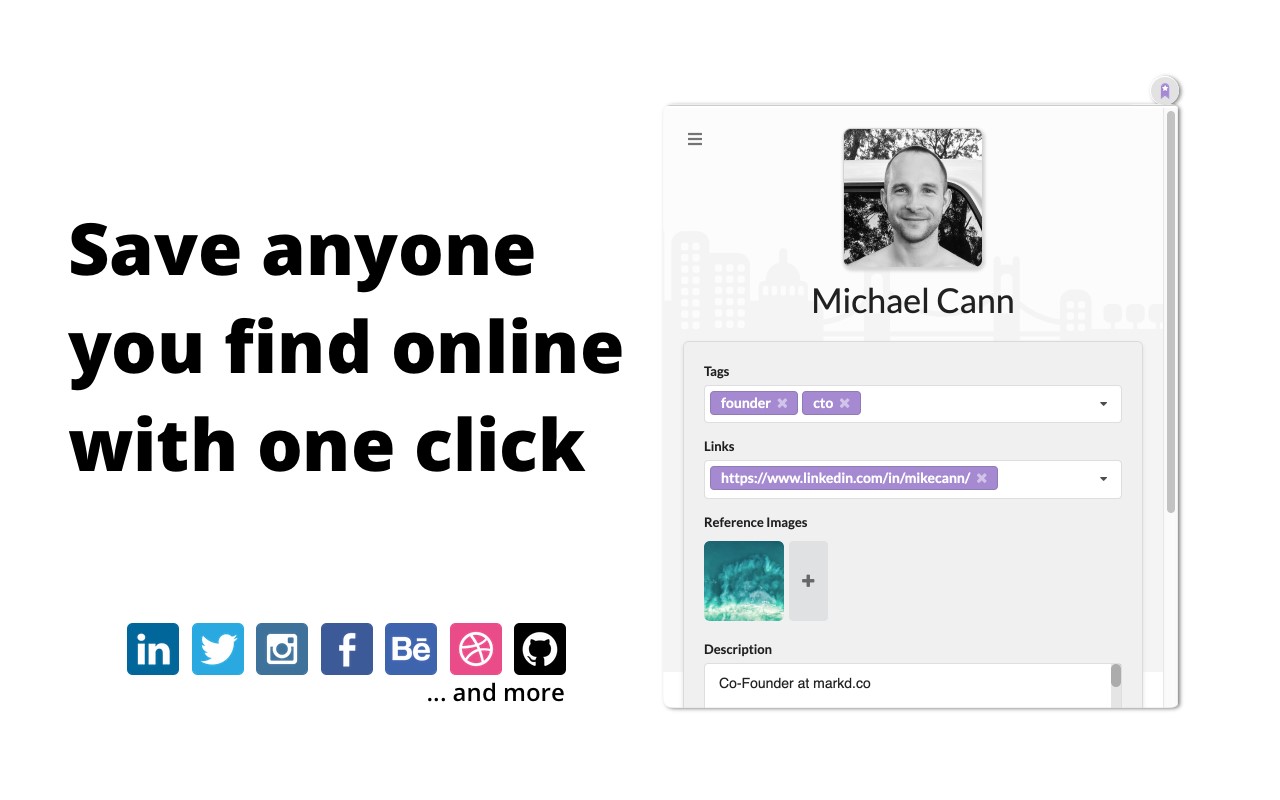 Save anyone
you find online
with one click
in
f
Bē
... and more
Michael Cann
Tags
founder
cto
Links
https://www.linkedin.com/in/mikecann/
Reference Images
Description
Co-Founder at markd.co